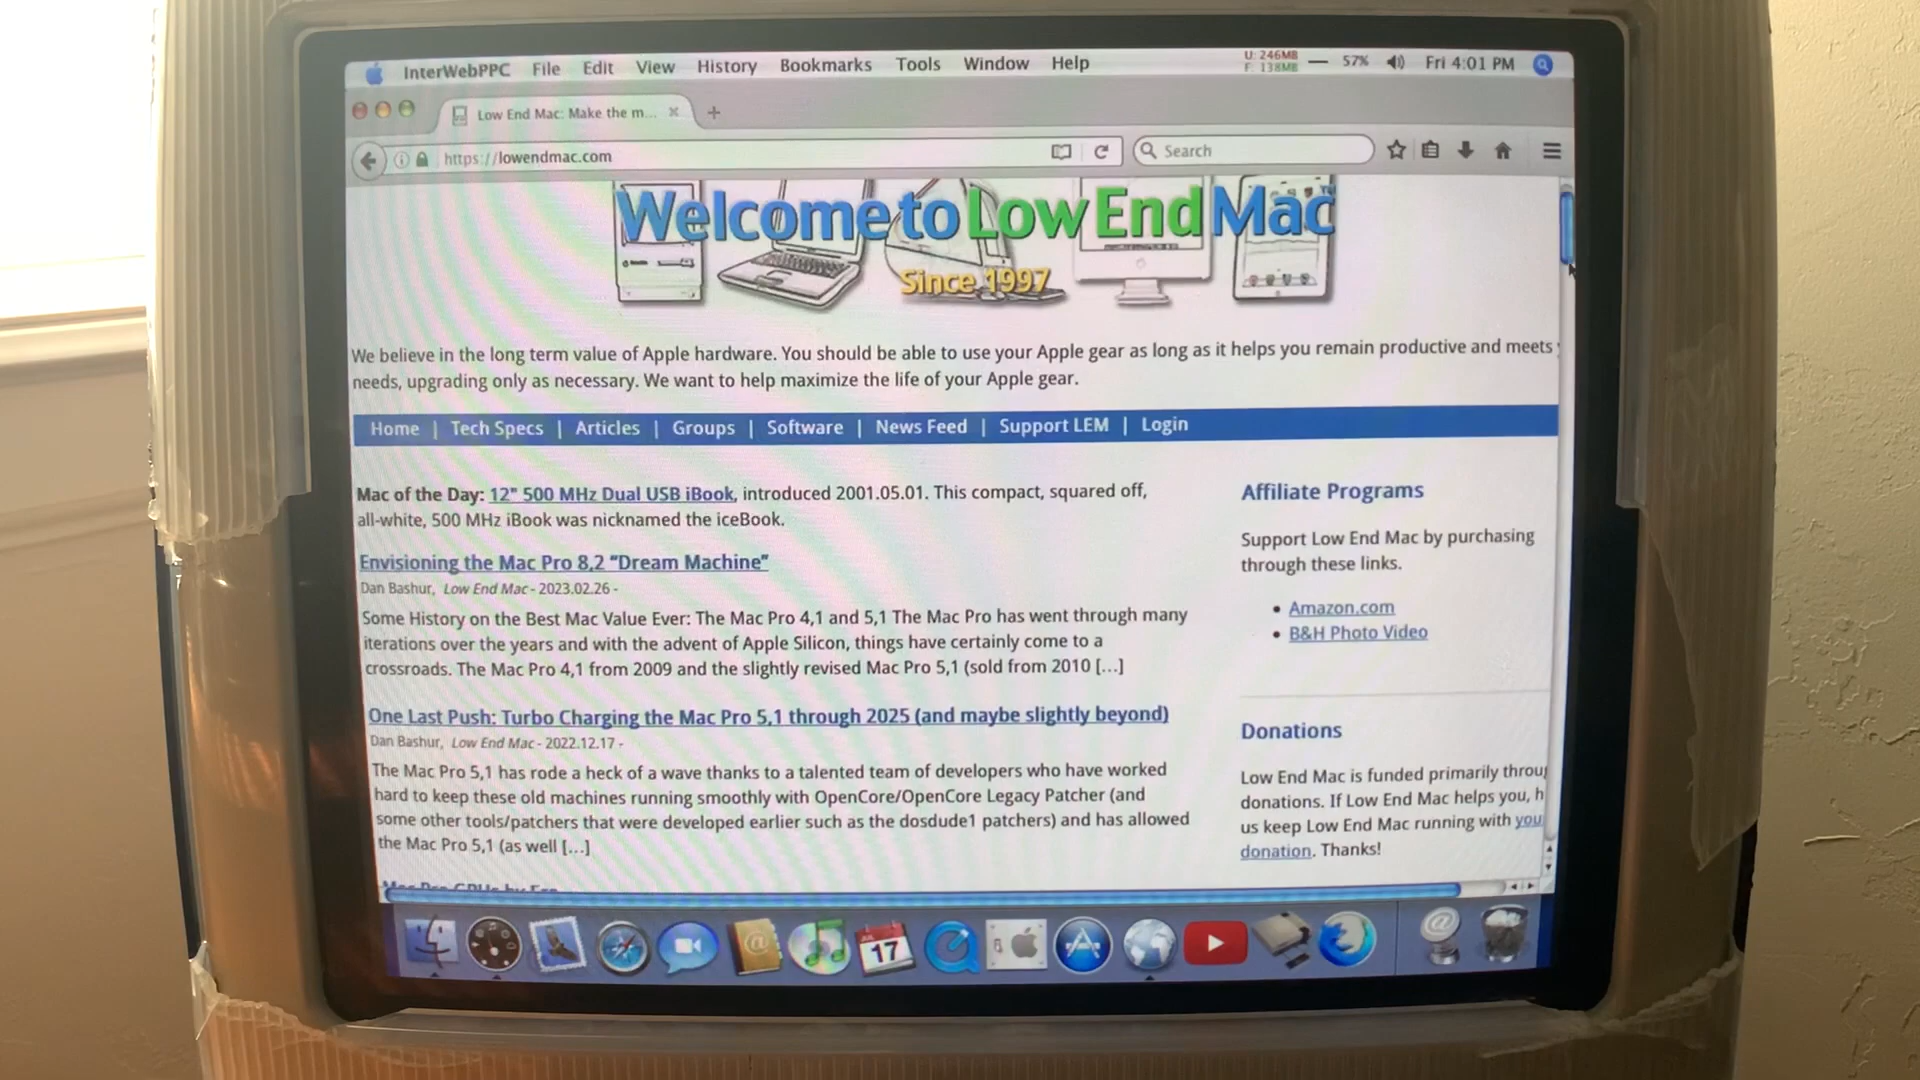 InterWebPPC File Edit View History Bookmarks Tools Window Help U: 246MB F: 138MB 57% Fri 4:01 PM
Low End Mac: Make the m...
https://lowendmac.com Search
Welcome to Low End Mac
Since 1997
We believe in the long term value of Apple hardware. You should be able to use your Apple gear as long as it helps you remain productive and meets
needs, upgrading only as necessary. We want to help maximize the life of your Apple gear.
Home | Tech Specs | Articles | Groups | Software | News Feed | Support LEM | Login
Mac of the Day: 12" 500 MHz Dual USB iBook, introduced 2001.05.01. This compact, squared off,
all-white, 500 MHz iBook was nicknamed the iceBook.
Envisioning the Mac Pro 8,2 “Dream Machine”
Dan Bashur, Low End Mac - 2023.02.26 -
Some History on the Best Mac Value Ever: The Mac Pro 4,1 and 5,1 The Mac Pro has went through many
iterations over the years and with the advent of Apple Silicon, things have certainly come to a
crossroads. The Mac Pro 4,1 from 2009 and the slightly revised Mac Pro 5,1 (sold from 2010 [...]
One Last Push: Turbo Charging the Mac Pro 5,1 through 2025 (and maybe slightly beyond)
Dan Bashur, Low End Mac - 2022.12.17 -
The Mac Pro 5,1 has rode a heck of a wave thanks to a talented team of developers who have worked
hard to keep these old machines running smoothly with OpenCore/OpenCore Legacy Patcher (and
some other tools/patchers that were developed earlier such as the dosdude1 patchers) and has allowed
the Mac Pro 5,1 (as well [...]
Affiliate Programs
Support Low End Mac by purchasing
through these links.
• Amazon.com
• B&H Photo Video
Donations
Low End Mac is funded primarily throug
donations. If Low End Mac helps you, h
us keep Low End Mac running with you
donation. Thanks!
JUL
17